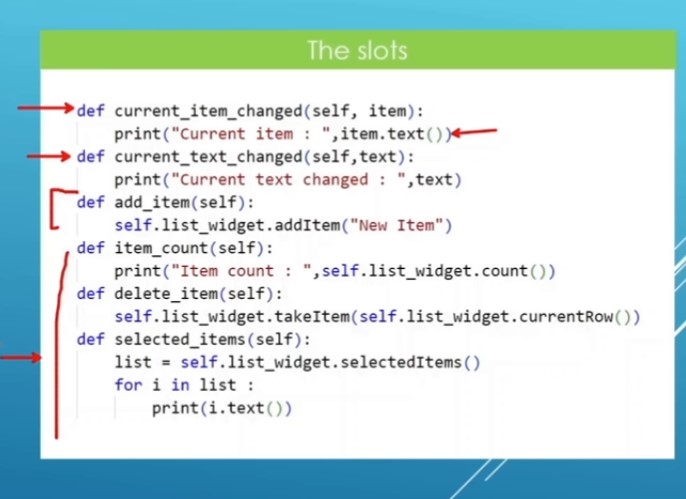 The slots
def current_item_changed(self, item):
    print("Current item : ",item.text())
def current_text_changed(self,text):
    print("Current text changed : ",text)
def add_item(self):
    self.list_widget.addItem("New Item")
def item_count(self):
    print("Item count : ",self.list_widget.count())
def delete_item(self):
    self.list_widget.takeItem(self.list_widget.currentRow())
def selected_items(self):
    list = self.list_widget.selectedItems()
    for i in list :
        print(i.text())